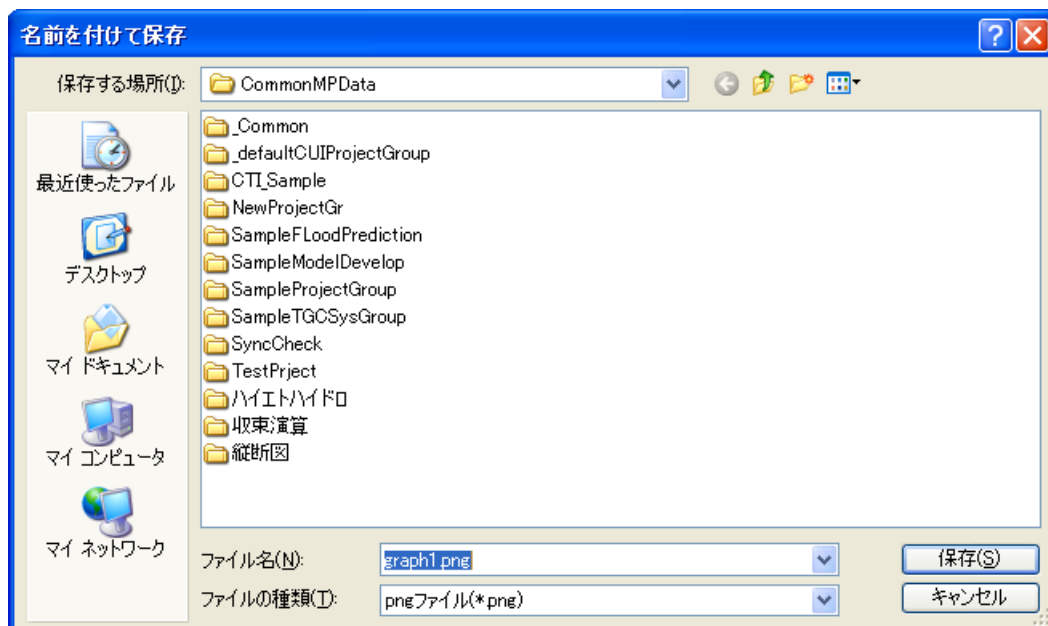 名前を付けて保存
保存する場所(I):
CommonMPData
最近使ったファイル
デスクトップ
マイ ドキュメント
マイ コンピュータ
マイ ネットワーク
_Common
_defaultCUIProjectGroup
CTI_Sample
NewProjectGr
SampleFLoodPrediction
SampleModelDevelop
SampleProjectGroup
SampleTGCSysGroup
SyncCheck
TestPrject
ハイエトハイドロ
収束演算
縦断図
ファイル名(N):
graph1.png
保存(S)
ファイルの種類(T):
pngファイル(*.png)
キャンセル